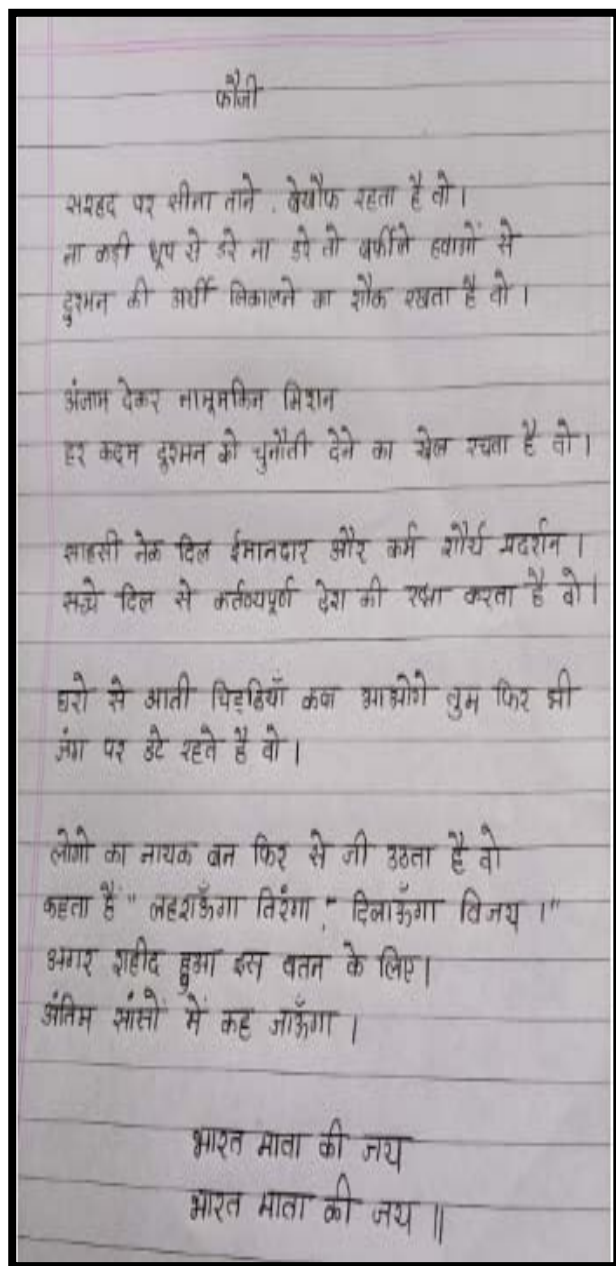 फौजी
सरहद पर सीना ताने , बेखौफ रहता है वो ।
ना कड़ी धूप से डरे ना डरे वो बर्फीले हवाओं से
दुश्मन की अर्थी निकालने का शौक रखता है वो ।
अंजाम देकर नामूमकिन मिशन
हर कदम दुश्मन को चुनौती देने का खेल रचता है वो ।
साहसी नेक दिल ईमानदार और कर्म शौर्य प्रदर्शन ।
सच्चे दिल से कर्तव्यपूर्ण देश की रक्षा करता है वो ।
घरो से आती चिड्ठियाँ कब आओगे तुम फिर भी
जंग पर डटे रहते है वो ।
लोगो का नायक बन फिर से जी उठता है वो
कहता है " लहराऊँगा तिरंगा , " दिलाऊँगा विजय ।"
अगर शहीद हुआ इस वतन के लिए ।
अंतिम सांसों में कह जाऊँगा ।
भारत माता की जय
भारत माता की जय ॥